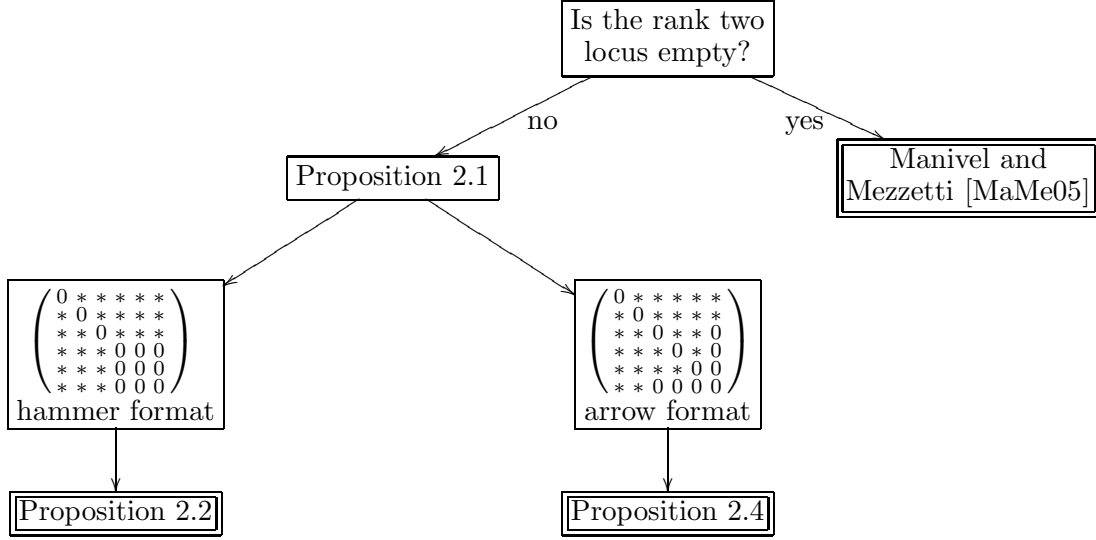 Is the rank two
locus empty?
no
yes
Manivel and
Mezzetti [MaMe05]
Proposition 2.1
0 * * * * *
* 0 * * * *
* * 0 * * *
* * * 0 0 0
* * * 0 0 0
* * * 0 0 0
hammer format
0 * * * * *
* 0 * * * *
* * 0 * * 0
* * * 0 * 0
* * * * 0 0
* * 0 0 0 0
arrow format
Proposition 2.2
Proposition 2.4